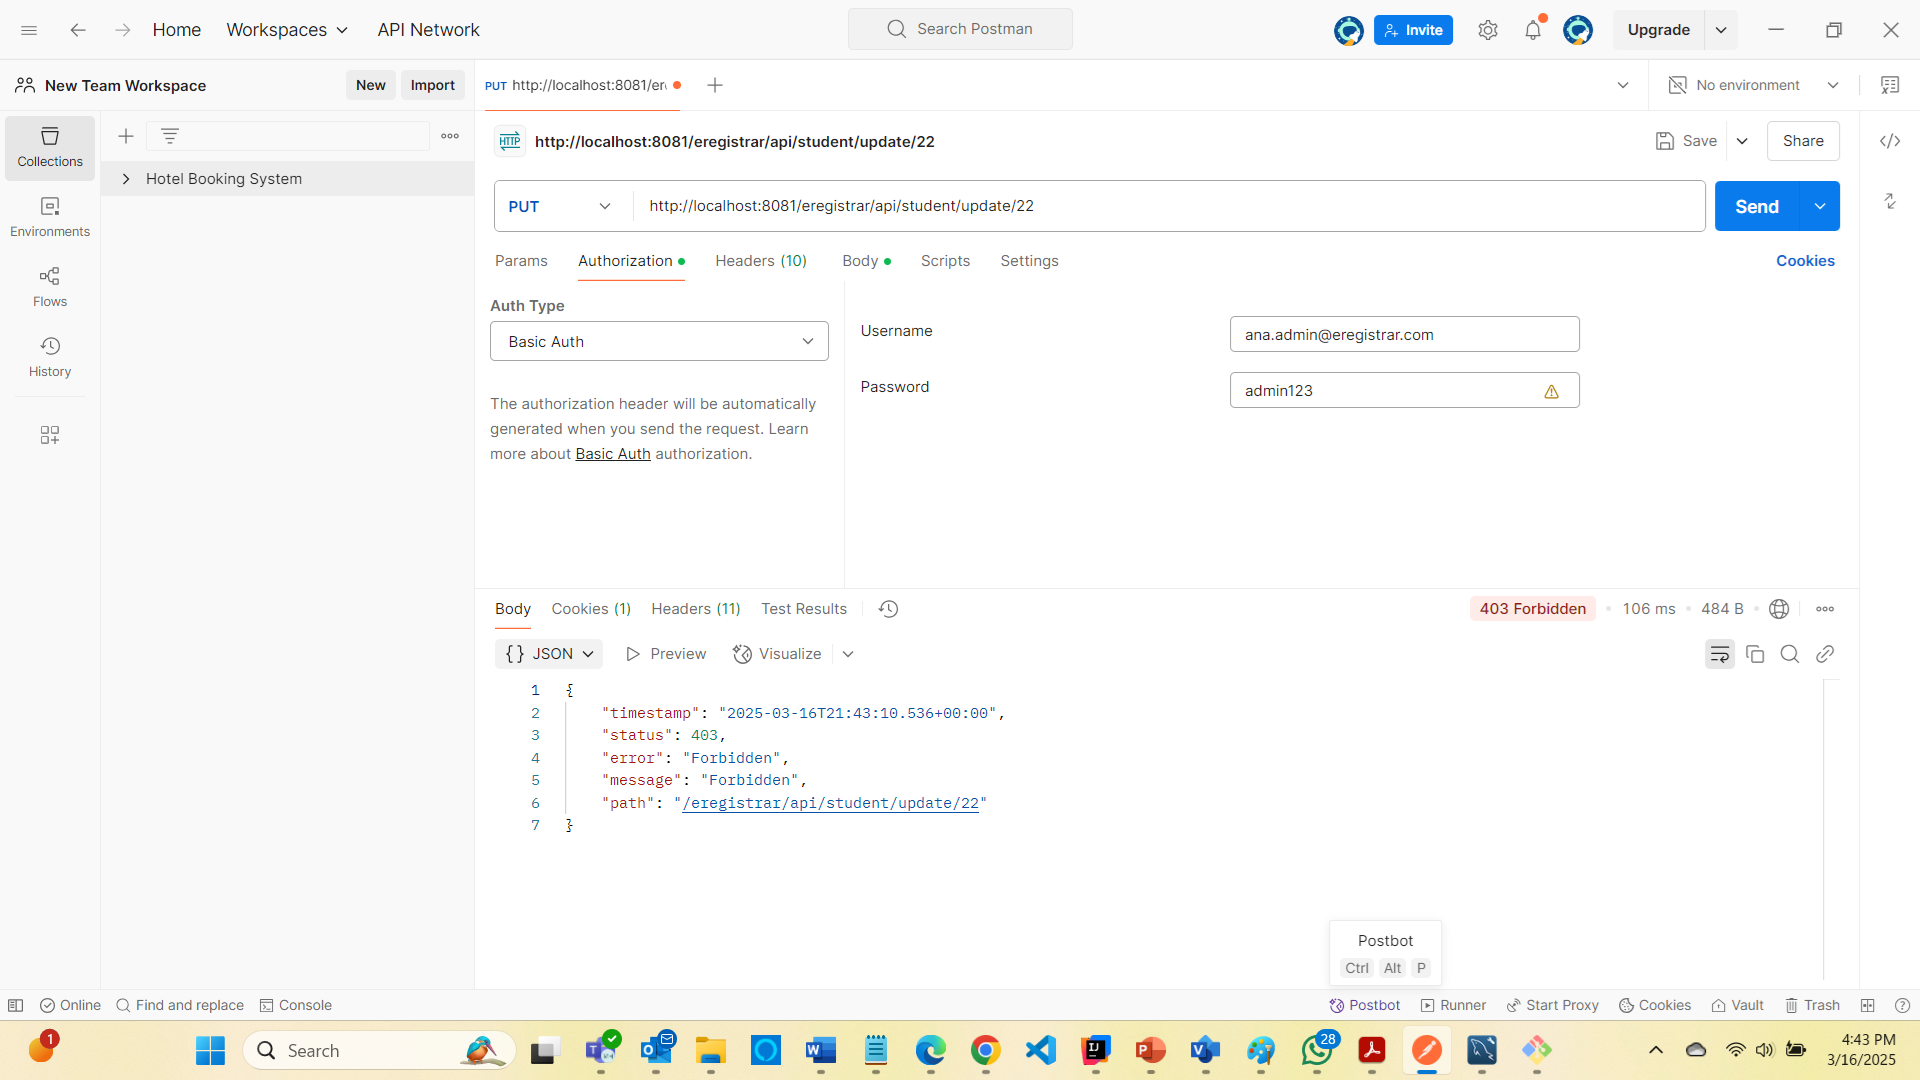 Home
Workspaces
API Network
Search Postman
Invite
Upgrade
New Team Workspace
New
Import
PUT http://localhost:8081/er
No environment
Collections
Environments
Flows
History
Hotel Booking System
HTTP
http://localhost:8081/eregistrar/api/student/update/22
Save
Share
PUT
http://localhost:8081/eregistrar/api/student/update/22
Send
Params
Authorization
Headers (10)
Body
Scripts
Settings
Cookies
Auth Type
Basic Auth
The authorization header will be automatically
generated when you send the request. Learn
more about Basic Auth authorization.
Username
ana.admin@eregistrar.com
Password
admin123
Body
Cookies (1)
Headers (11)
Test Results
403 Forbidden
106 ms
484 B
{} JSON
Preview
Visualize
1 {
2 "timestamp": "2025-03-16T21:43:10.536+00:00",
3 "status": 403,
4 "error": "Forbidden",
5 "message": "Forbidden",
6 "path": "/eregistrar/api/student/update/22"
7 }
Postbot
Ctrl Alt P
Online
Find and replace
Console
Postbot
Runner
Start Proxy
Cookies
Vault
Trash
1
Search
28
4:43 PM
3/16/2025